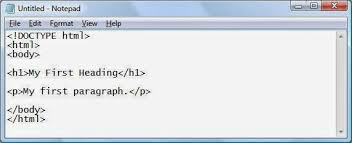 Untitled - Notepad
File Edit Format View Help
<!DOCTYPE html>
<html>
<body>
<h1>My First Heading</h1>
<p>My first paragraph.</p>
</body>
</html>